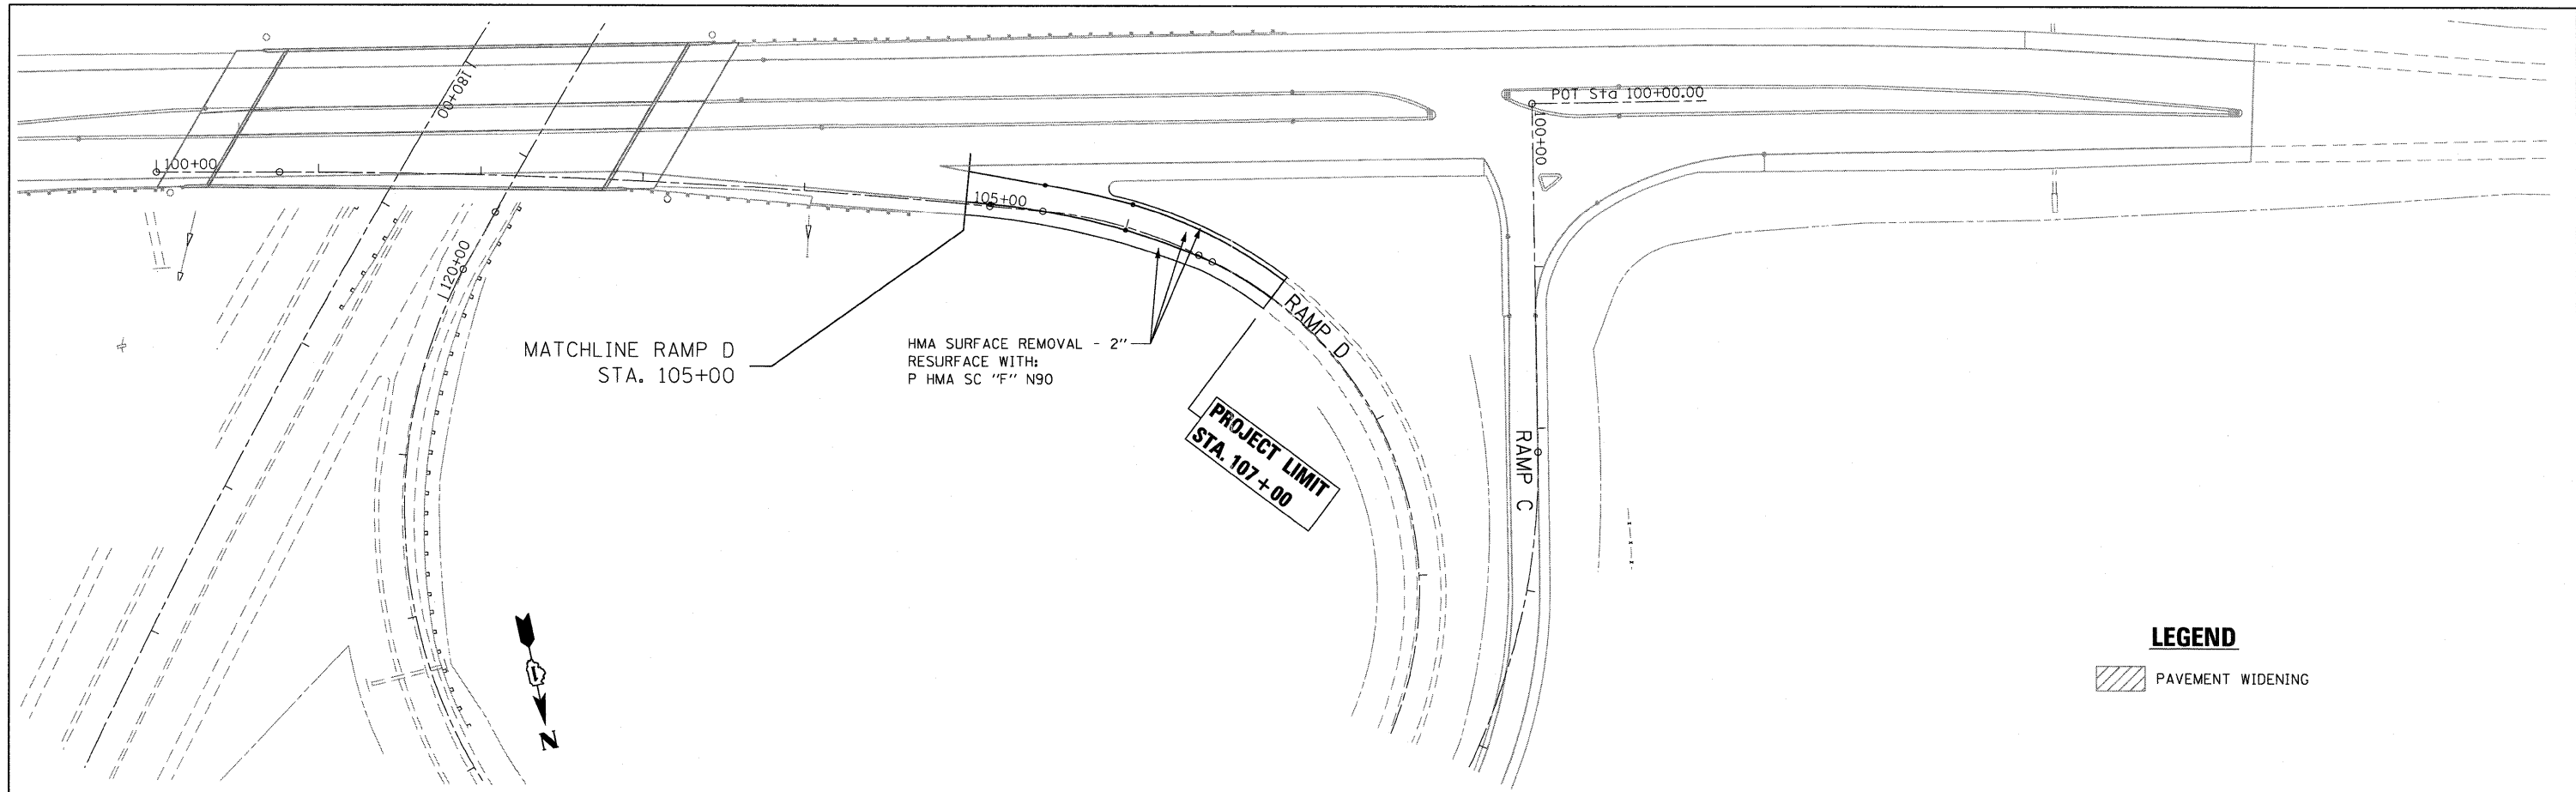 180+00
POT Sta 100+00.00
100+00
100+00
105+00
120+00
RAMP D
MATCHLINE RAMP D
STA. 105+00
HMA SURFACE REMOVAL - 2"
RESURFACE WITH:
P HMA SC "F" N90
PROJECT LIMIT
STA. 107+00
RAMP C
N
LEGEND
PAVEMENT WIDENING